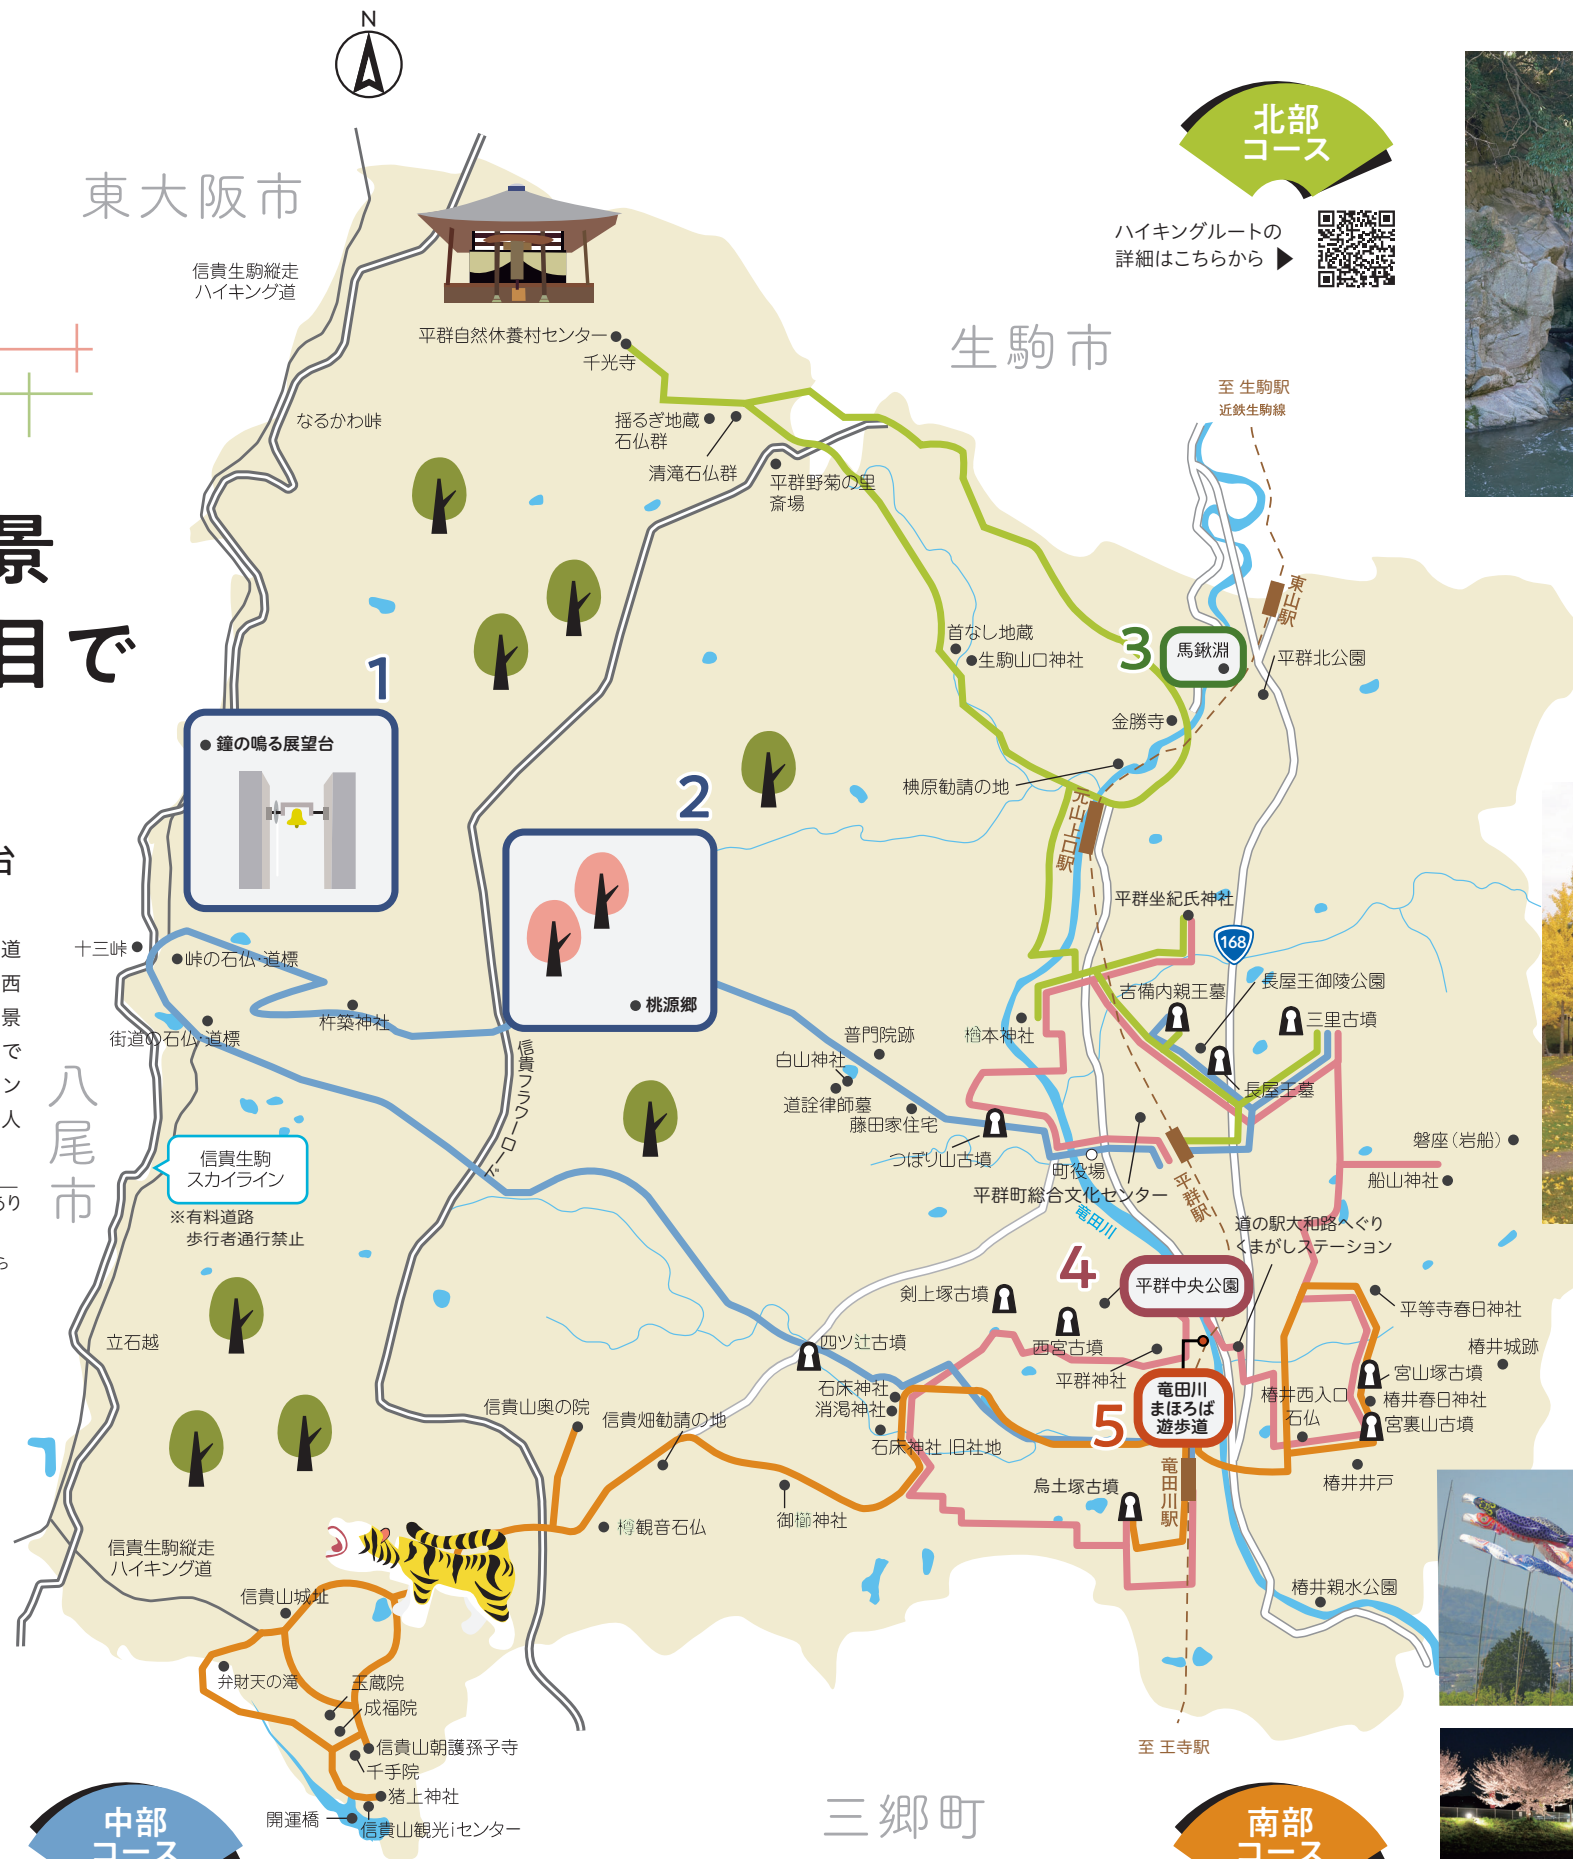 N
東大阪市
信貴生駒縦走
ハイキング道
北部
コース
ハイキングルートの
詳細はこちらから
生駒市
平群自然休養村センター
千光寺
至 生駒駅
近鉄生駒線
なるかわ峠
揺るぎ地蔵
石仏群
清滝石仏群
平群野菊の里
斎場
景
目で
東山駅
首なし地蔵
生駒山口神社
3
馬鍬淵
平群北公園
1
鐘の鳴る展望台
金勝寺
2
椣原勧請の地
元山上口駅
台
平群坐紀氏神社
168
道
西
景
で
ン
人
十三峠
峠の石仏・道標
桃源郷
吉備内親王墓
長屋王御陵公園
三里古墳
杵築神社
街道の石仏・道標
普門院跡
椿本神社
白山神社
信貴フラワーロード
長屋王墓
道詮律師墓
藤田家住宅
八尾市
つぼり山古墳
町役場
磐座(岩船)
船山神社
信貴生駒
スカイライン
平群町総合文化センター
平群駅
あり
※有料道路
歩行者通行禁止
竜田川
道の駅大和路へぐり
くまがしステーション
ら
4
平群中央公園
剣上塚古墳
平等寺春日神社
立石越
四ツ辻古墳
西宮古墳
椿井城跡
平群神社
宮山塚古墳
石床神社
消渇神社
竜田川
まほろば
遊歩道
5
椿井西入口
石仏
椿井春日神社
宮裏山古墳
信貴山奥の院
信貴畑勧請の地
石床神社 旧社地
竜田川駅
椿井井戸
烏土塚古墳
御櫛神社
観音石仏
信貴生駒縦走
ハイキング道
信貴山城址
椿井親水公園
弁財天の滝
玉蔵院
成福院
信貴山朝護孫子寺
至 王寺駅
千手院
猪上神社
開運橋
信貴山観光iセンター
三郷町
中部
コース
南部
コース